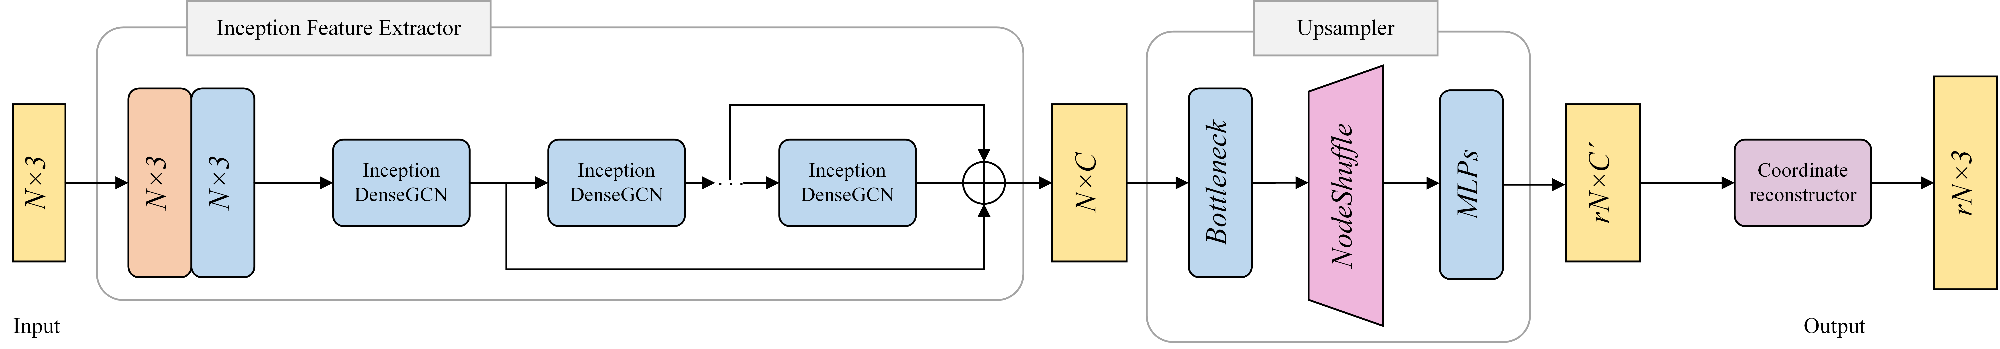 Inception Feature Extractor
Upsampler
N×3
N×3
N×3
Inception
DenseGCN
Inception
DenseGCN
...
Inception
DenseGCN
N×C
Bottleneck
NodeShuffle
MLPs
rN×C´
Coordinate
reconstructor
rN×3
Input
Output